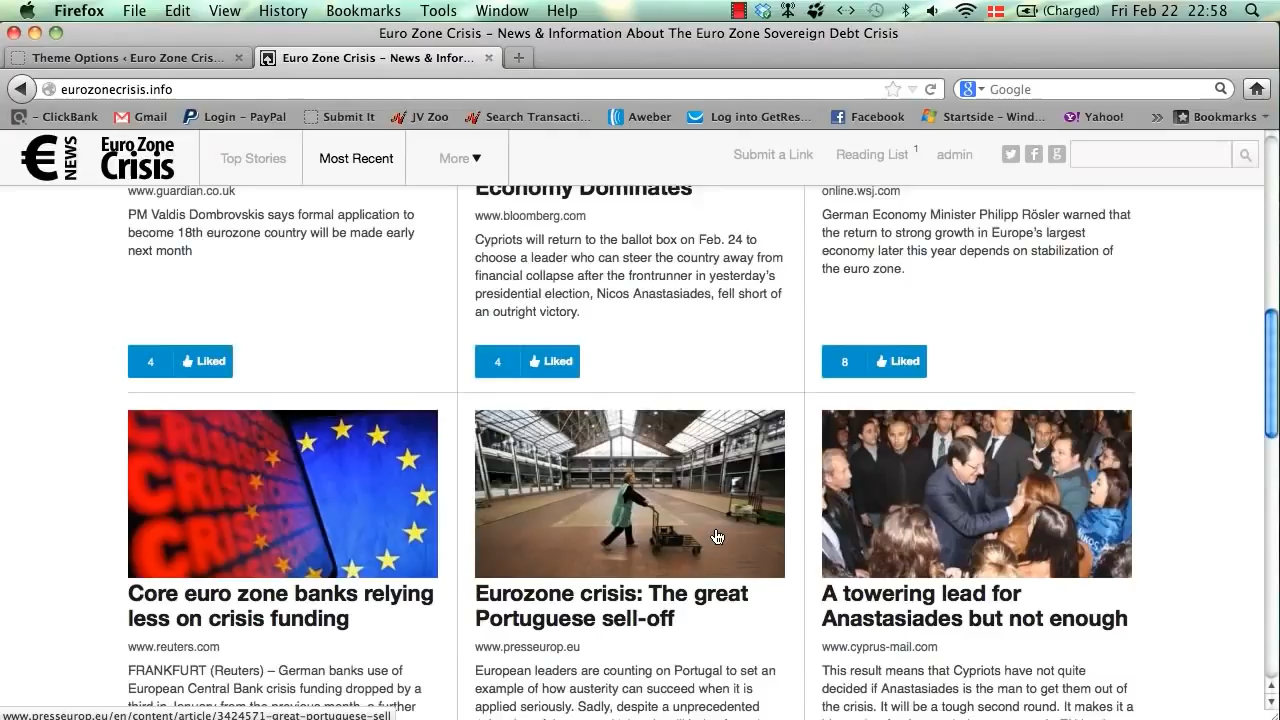 Firefox File Edit View History Bookmarks Tools Window Help (Charged) Fri Feb 22 22:58
Euro Zone Crisis – News & Information About The Euro Zone Sovereign Debt Crisis
Theme Options ‹ Euro Zone Cris... Euro Zone Crisis – News & Infor...
eurozonecrisis.info Google
– ClickBank Gmail Login – PayPal Submit It JV Zoo Search Transacti... Aweber Log into GetRes... Facebook Startside – Wind... Yahoo! » Bookmarks
€ NEWS Euro Zone Crisis Top Stories Most Recent More Submit a Link Reading List 1 admin
www.guardian.co.uk
PM Valdis Dombrovskis says formal application to
become 18th eurozone country will be made early
next month
4 Liked
Economy Dominates
www.bloomberg.com
Cypriots will return to the ballot box on Feb. 24 to
choose a leader who can steer the country away from
financial collapse after the frontrunner in yesterday's
presidential election, Nicos Anastasiades, fell short of
an outright victory.
4 Liked
online.wsj.com
German Economy Minister Philipp Rösler warned that
the return to strong growth in Europe's largest
economy later this year depends on stabilization of
the euro zone.
8 Liked
CRISIS
CRISIS
CRISIS
Core euro zone banks relying
less on crisis funding
www.reuters.com
FRANKFURT (Reuters) – German banks use of
European Central Bank crisis funding dropped by a
third in January from the previous month, a further
Eurozone crisis: The great
Portuguese sell-off
www.presseurop.eu
European leaders are counting on Portugal to set an
example of how austerity can succeed when it is
applied seriously. Sadly, despite a unprecedented
A towering lead for
Anastasiades but not enough
www.cyprus-mail.com
This result means that Cypriots have not quite
decided if Anastasiades is the man to get them out of
the crisis. It will be a tough second round. It makes it a
www.presseurop.eu/en/content/article/3424571-great-portuguese-sell